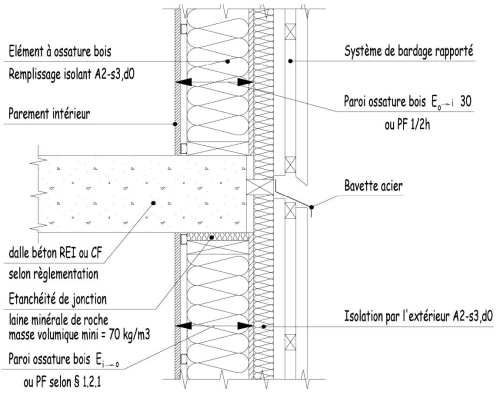 Elément à ossature bois
Remplissage isolant A2-s3,d0
Parement intérieur
dalle béton REI ou CF
selon règlementation
Etanchéité de jonction
laine minérale de roche
masse volumique mini = 70 kg/m3
Paroi ossature bois E i→o
ou PF selon § 1.2.1
Système de bardage rapporté
Paroi ossature bois E o→i 30
ou PF 1/2h
Bavette acier
Isolation par l'extérieur A2-s3,d0